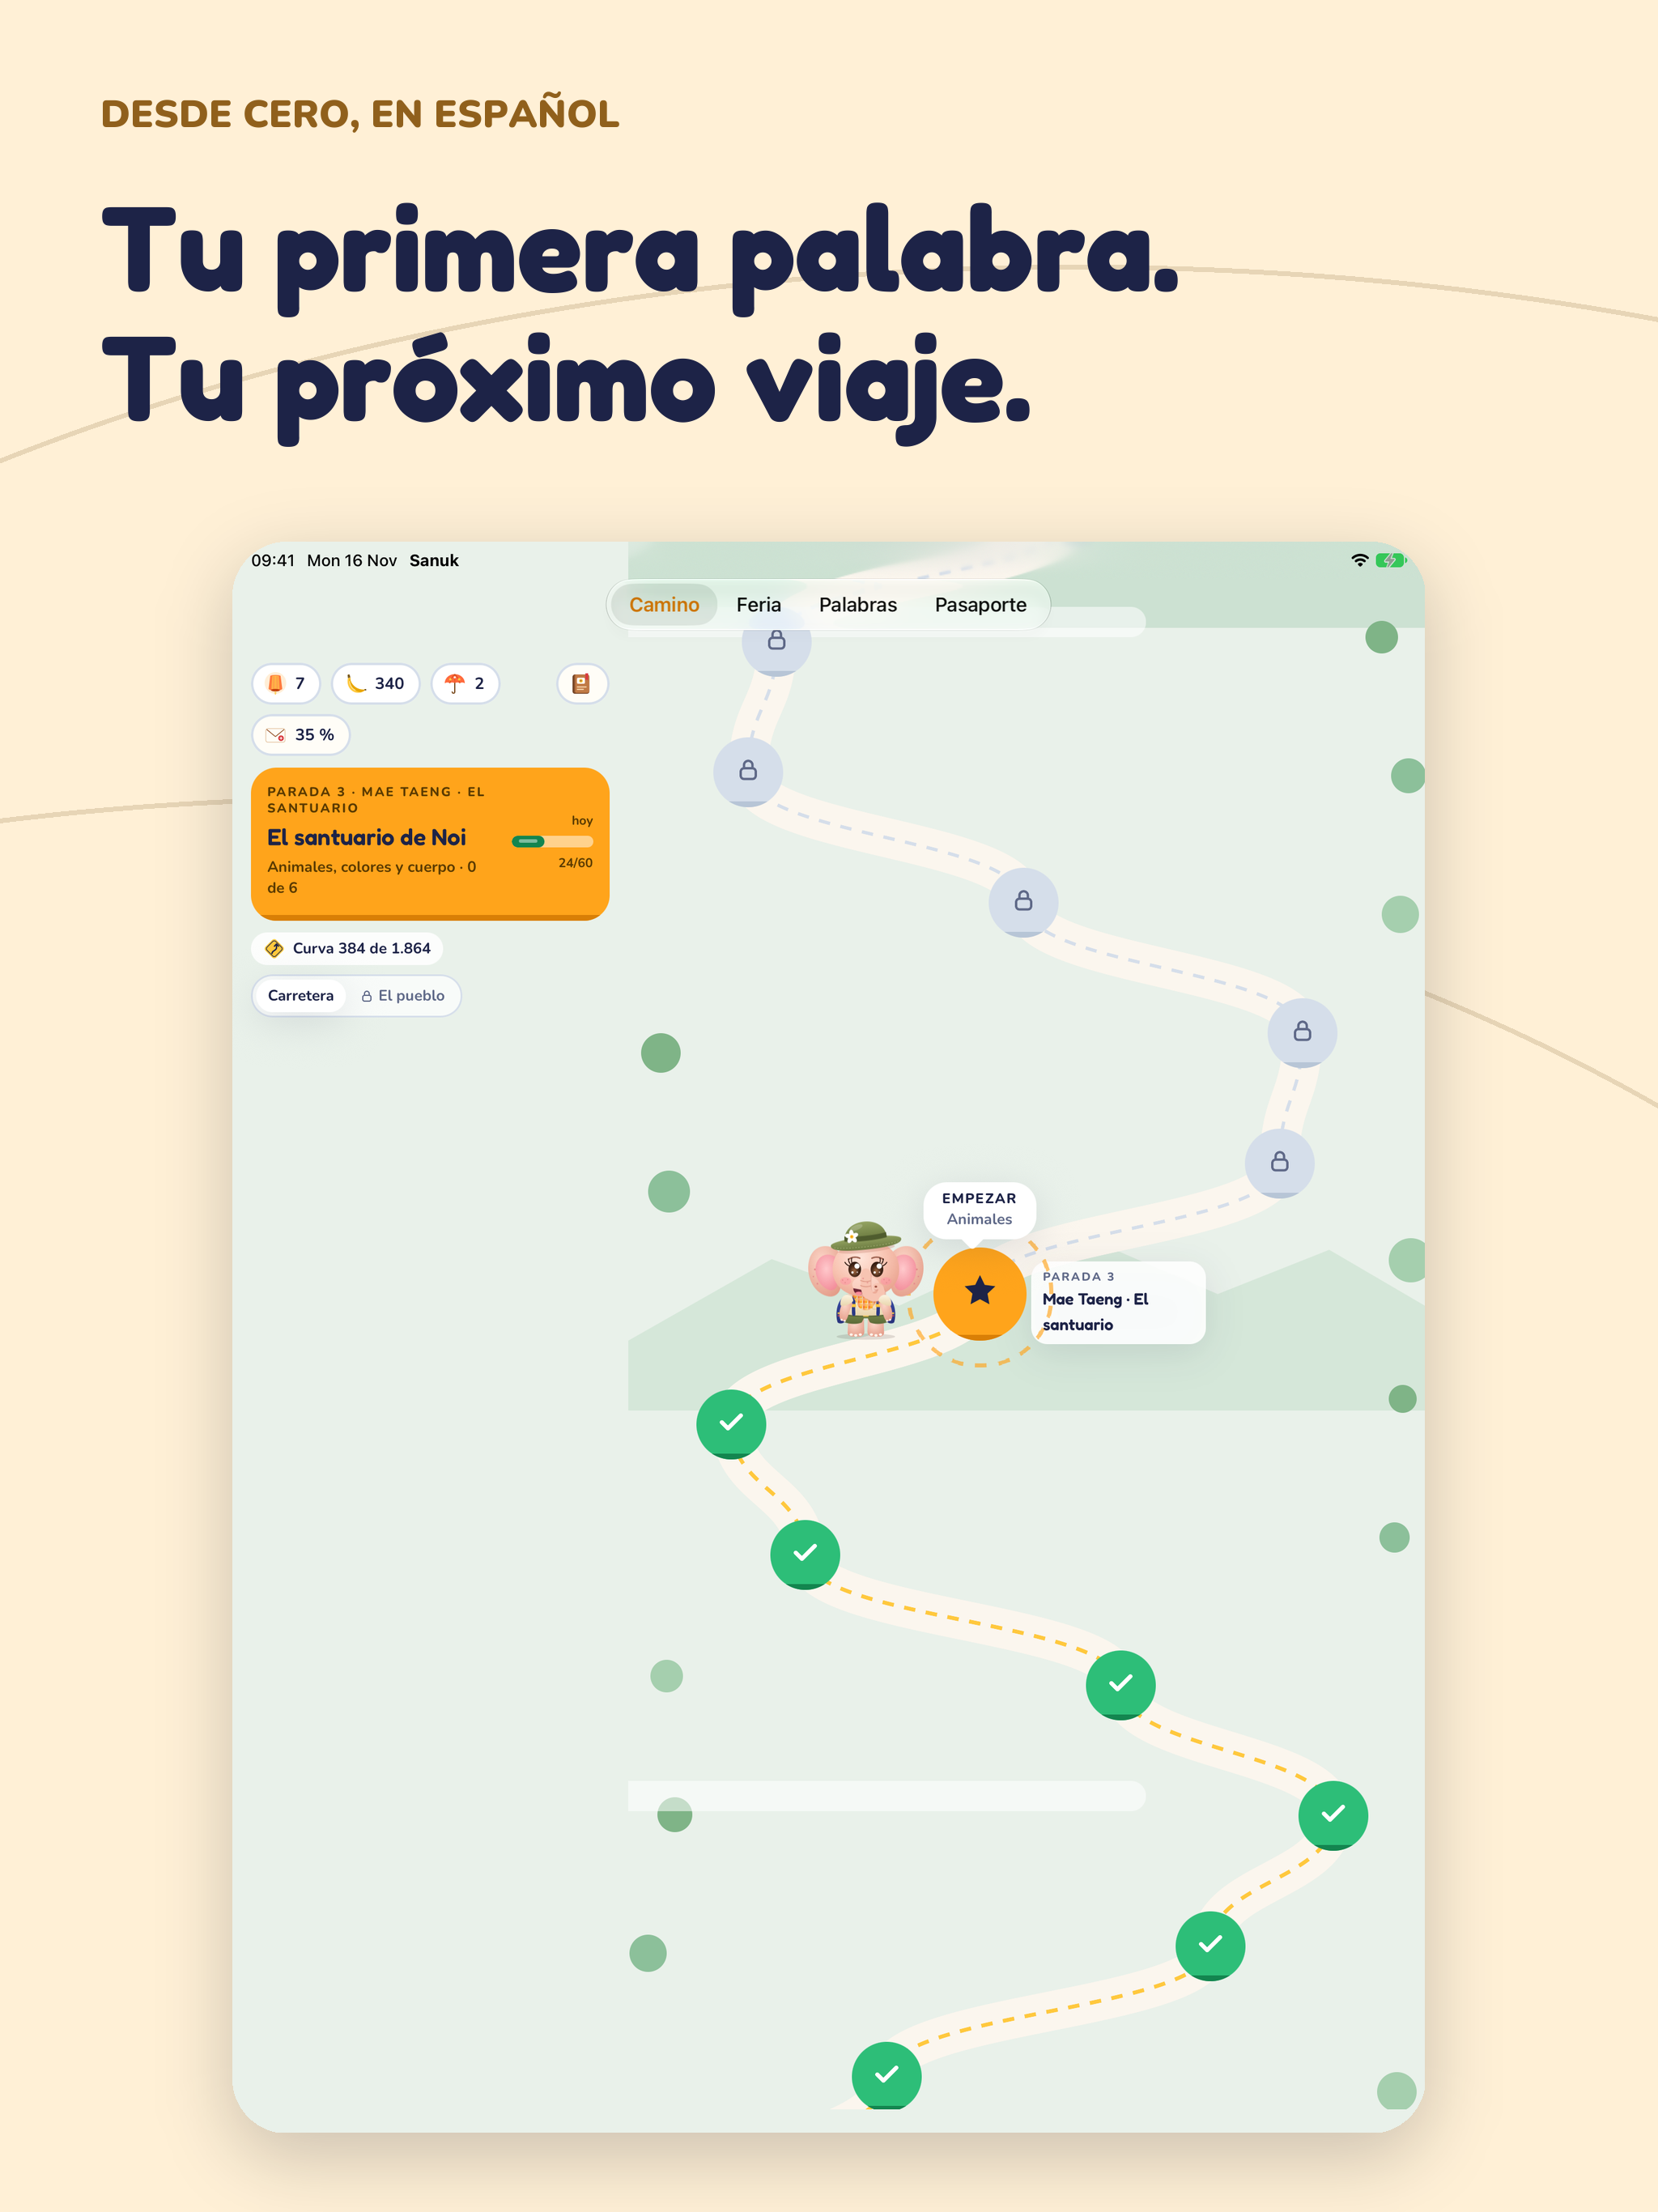 DESDE CERO, EN ESPAÑOL
Tu primera palabra.
Tu próximo viaje.
09:41 Mon 16 Nov Sanuk
Camino Feria Palabras Pasaporte
7 340 2
35 %
PARADA 3 · MAE TAENG · EL
SANTUARIO
hoy
El santuario de Noi
24/60
Animales, colores y cuerpo · 0
de 6
Curva 384 de 1.864
Carretera El pueblo
EMPEZAR
Animales
PARADA 3
Mae Taeng · El
santuario